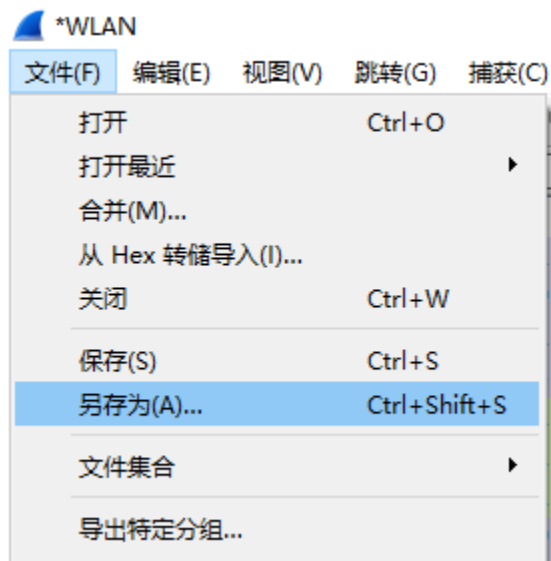 *WLAN
文件(F) 编辑(E) 视图(V) 跳转(G) 捕获(C)
打开 Ctrl+O
打开最近
合并(M)...
从 Hex 转储导入(I)...
关闭 Ctrl+W
保存(S) Ctrl+S
另存为(A)... Ctrl+Shift+S
文件集合
导出特定分组...